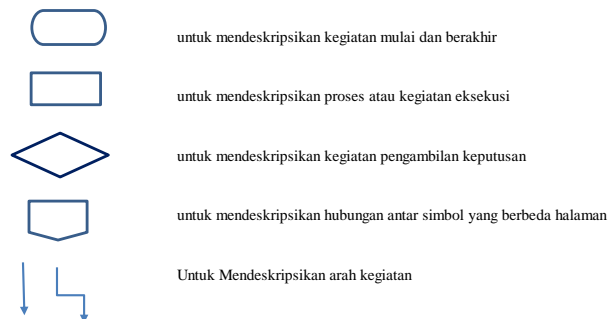 untuk mendeskripsikan kegiatan mulai dan berakhir
untuk mendeskripsikan proses atau kegiatan eksekusi
untuk mendeskripsikan kegiatan pengambilan keputusan
untuk mendeskripsikan hubungan antar simbol yang berbeda halaman
Untuk Mendeskripsikan arah kegiatan